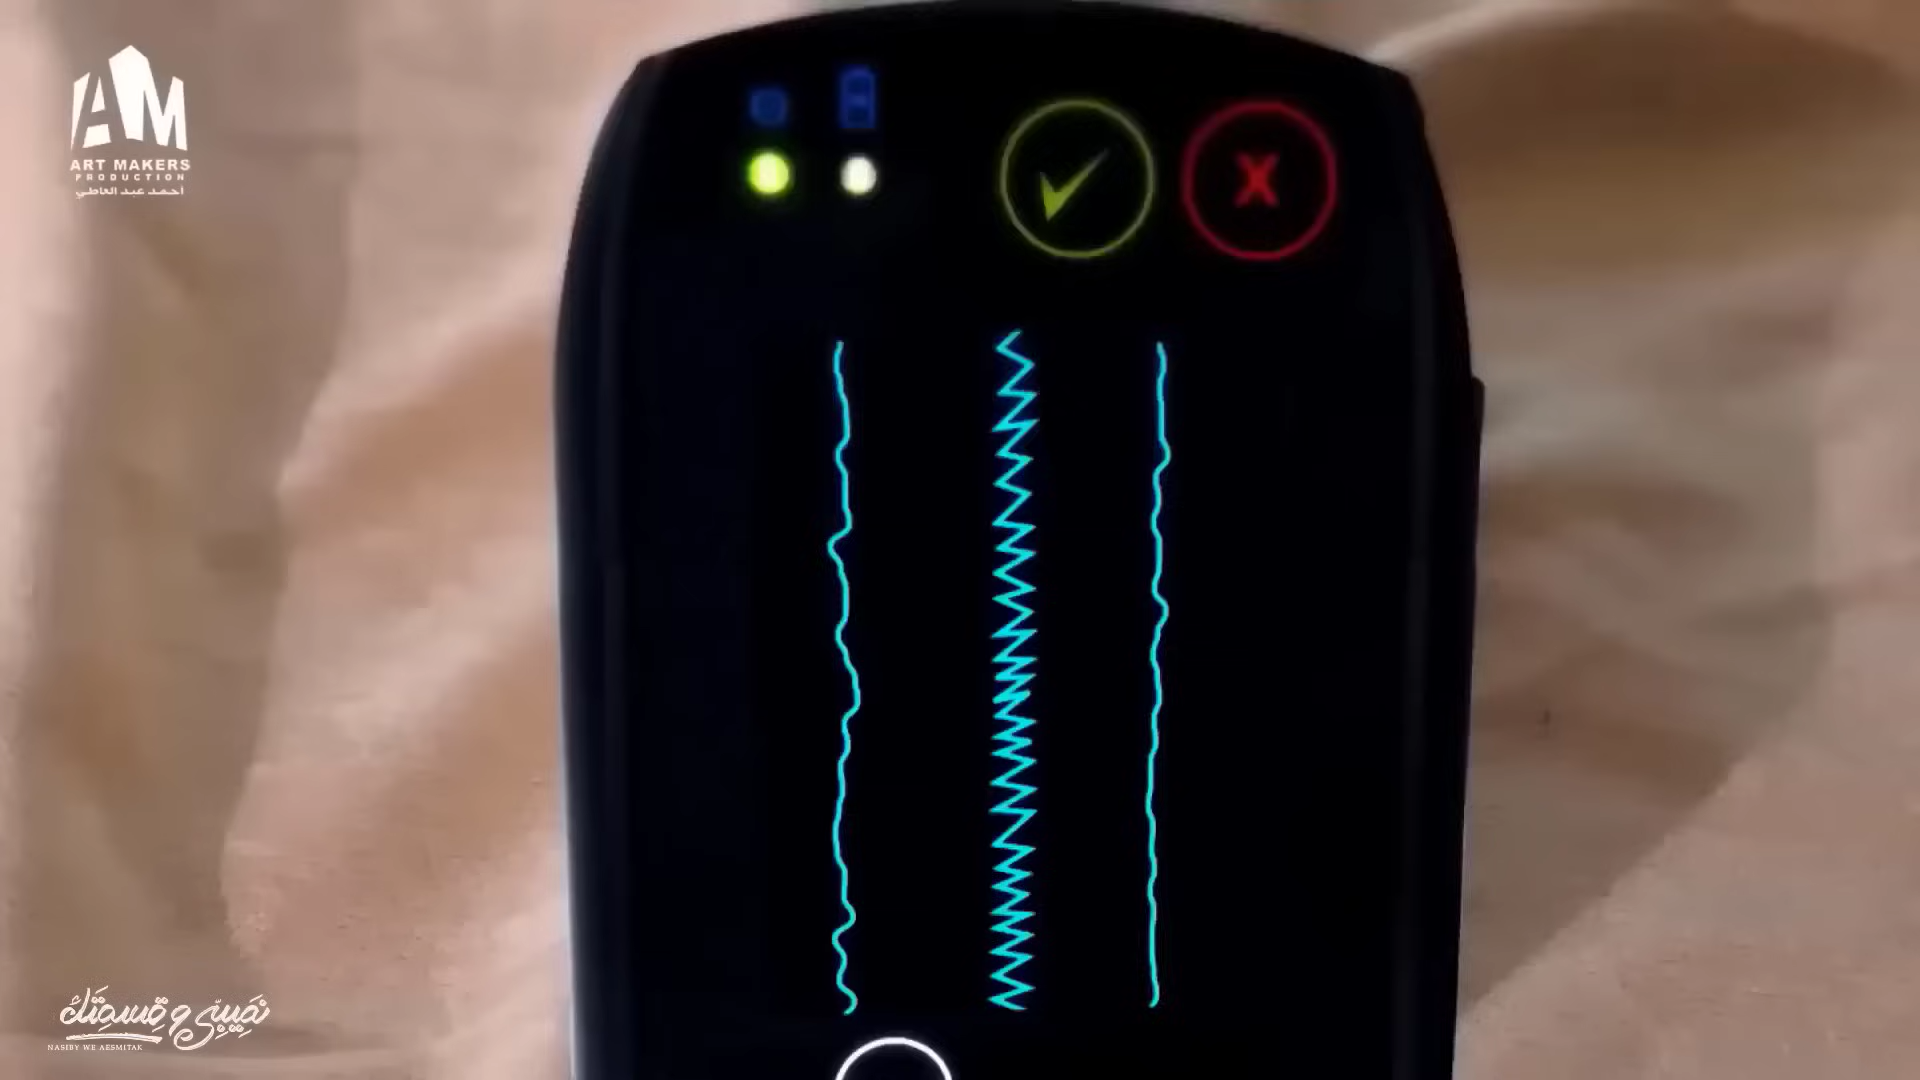 AM
ART MAKERS
PRODUCTION
أحمد عبد العاطي
X
نصيبي وقسمتك
NASIBY WE AESMITAK